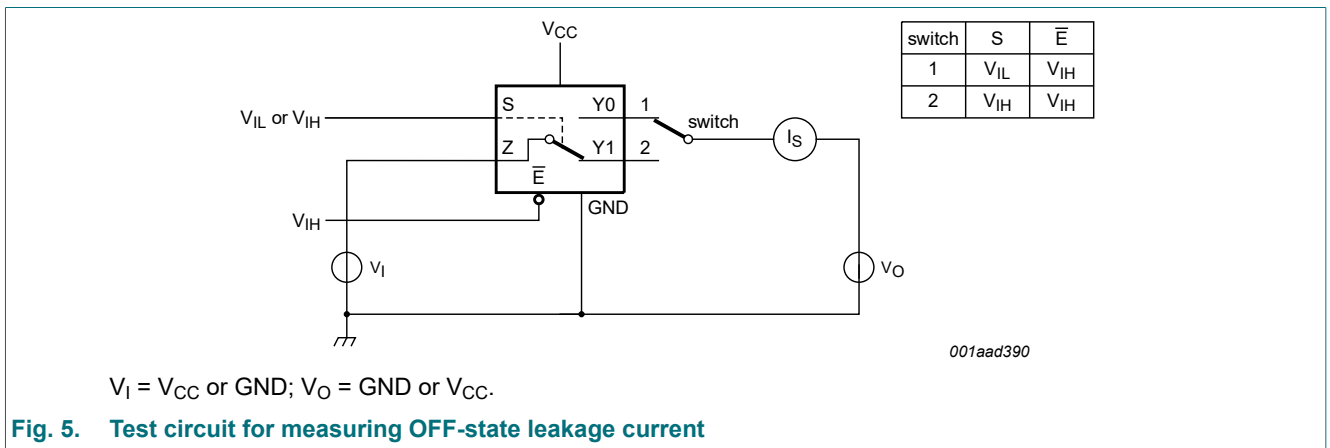 VCC
switch S E̅
1 VIL VIH
2 VIH VIH
S Y0 1
switch
VIL or VIH
IS
Z Y1 2
E̅
GND
VIH
VI
VO
001aad390
VI = VCC or GND; VO = GND or VCC.
Fig. 5. Test circuit for measuring OFF-state leakage current